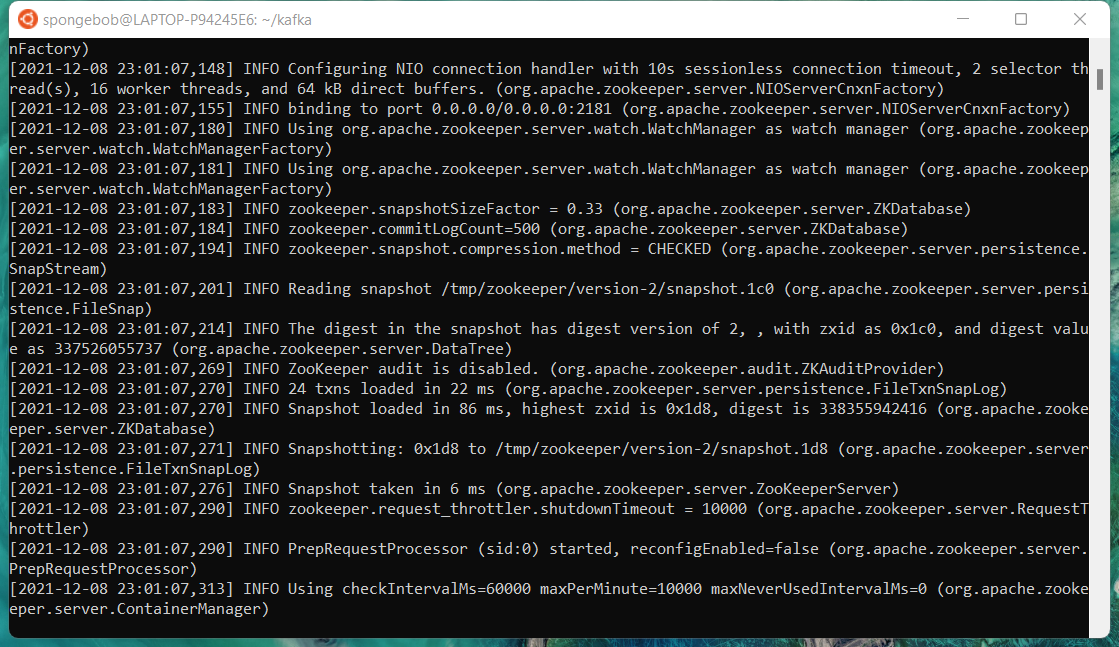 spongebob@LAPTOP-P94245E6: ~/kafka
nFactory)
[2021-12-08 23:01:07,148] INFO Configuring NIO connection handler with 10s sessionless connection timeout, 2 selector th
read(s), 16 worker threads, and 64 kB direct buffers. (org.apache.zookeeper.server.NIOServerCnxnFactory)
[2021-12-08 23:01:07,155] INFO binding to port 0.0.0.0/0.0.0.0:2181 (org.apache.zookeeper.server.NIOServerCnxnFactory)
[2021-12-08 23:01:07,180] INFO Using org.apache.zookeeper.server.watch.WatchManager as watch manager (org.apache.zookeep
er.server.watch.WatchManagerFactory)
[2021-12-08 23:01:07,181] INFO Using org.apache.zookeeper.server.watch.WatchManager as watch manager (org.apache.zookeep
er.server.watch.WatchManagerFactory)
[2021-12-08 23:01:07,183] INFO zookeeper.snapshotSizeFactor = 0.33 (org.apache.zookeeper.server.ZKDatabase)
[2021-12-08 23:01:07,184] INFO zookeeper.commitLogCount=500 (org.apache.zookeeper.server.ZKDatabase)
[2021-12-08 23:01:07,194] INFO zookeeper.snapshot.compression.method = CHECKED (org.apache.zookeeper.server.persistence.
SnapStream)
[2021-12-08 23:01:07,201] INFO Reading snapshot /tmp/zookeeper/version-2/snapshot.1c0 (org.apache.zookeeper.server.persi
stence.FileSnap)
[2021-12-08 23:01:07,214] INFO The digest in the snapshot has digest version of 2, , with zxid as 0x1c0, and digest valu
e as 337526055737 (org.apache.zookeeper.server.DataTree)
[2021-12-08 23:01:07,269] INFO ZooKeeper audit is disabled. (org.apache.zookeeper.audit.ZKAuditProvider)
[2021-12-08 23:01:07,270] INFO 24 txns loaded in 22 ms (org.apache.zookeeper.server.persistence.FileTxnSnapLog)
[2021-12-08 23:01:07,270] INFO Snapshot loaded in 86 ms, highest zxid is 0x1d8, digest is 338355942416 (org.apache.zooke
eper.server.ZKDatabase)
[2021-12-08 23:01:07,271] INFO Snapshotting: 0x1d8 to /tmp/zookeeper/version-2/snapshot.1d8 (org.apache.zookeeper.server
.persistence.FileTxnSnapLog)
[2021-12-08 23:01:07,276] INFO Snapshot taken in 6 ms (org.apache.zookeeper.server.ZooKeeperServer)
[2021-12-08 23:01:07,290] INFO zookeeper.request_throttler.shutdownTimeout = 10000 (org.apache.zookeeper.server.RequestT
hrottler)
[2021-12-08 23:01:07,290] INFO PrepRequestProcessor (sid:0) started, reconfigEnabled=false (org.apache.zookeeper.server.
PrepRequestProcessor)
[2021-12-08 23:01:07,313] INFO Using checkIntervalMs=60000 maxPerMinute=10000 maxNeverUsedIntervalMs=0 (org.apache.zooke
eper.server.ContainerManager)